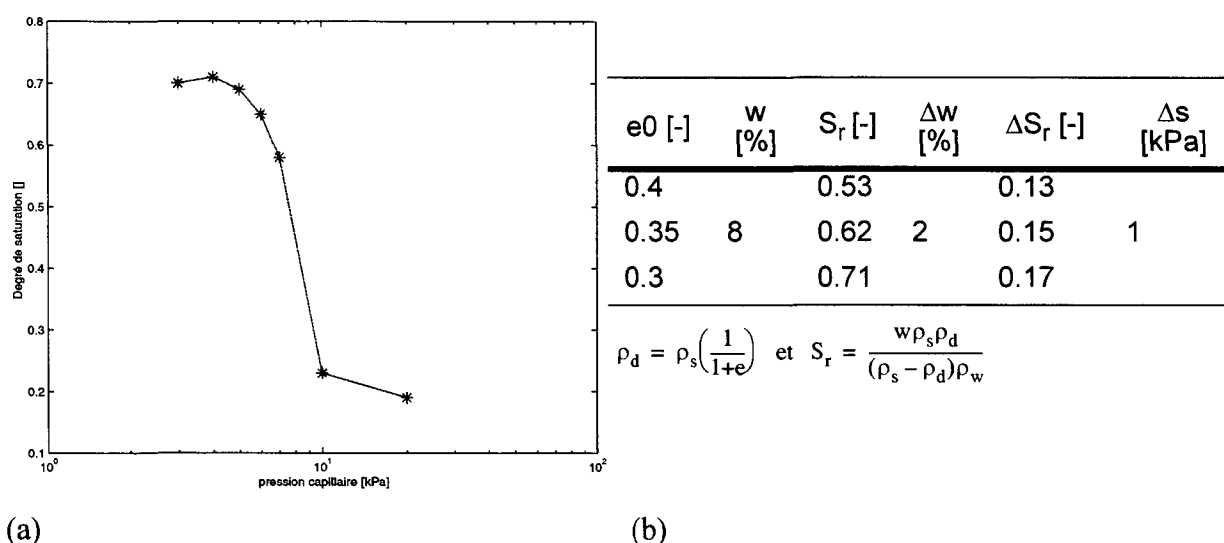 0.8
0.7
0.6
0.5
0.4
0.3
0.2
0.1
Degré de saturation []
10⁰ 10¹ 10²
pression capillaire [kPa]
(a)
e0 [-] w [%] Sᵣ [-] Δw [%] ΔSᵣ [-] Δs [kPa]
0.4 0.53 0.13
0.35 8 0.62 2 0.15 1
0.3 0.71 0.17
ρ_d = ρ_s(1/(1+e)) et S_r = wρ_sρ_d/((ρ_s − ρ_d)ρ_w)
(b)